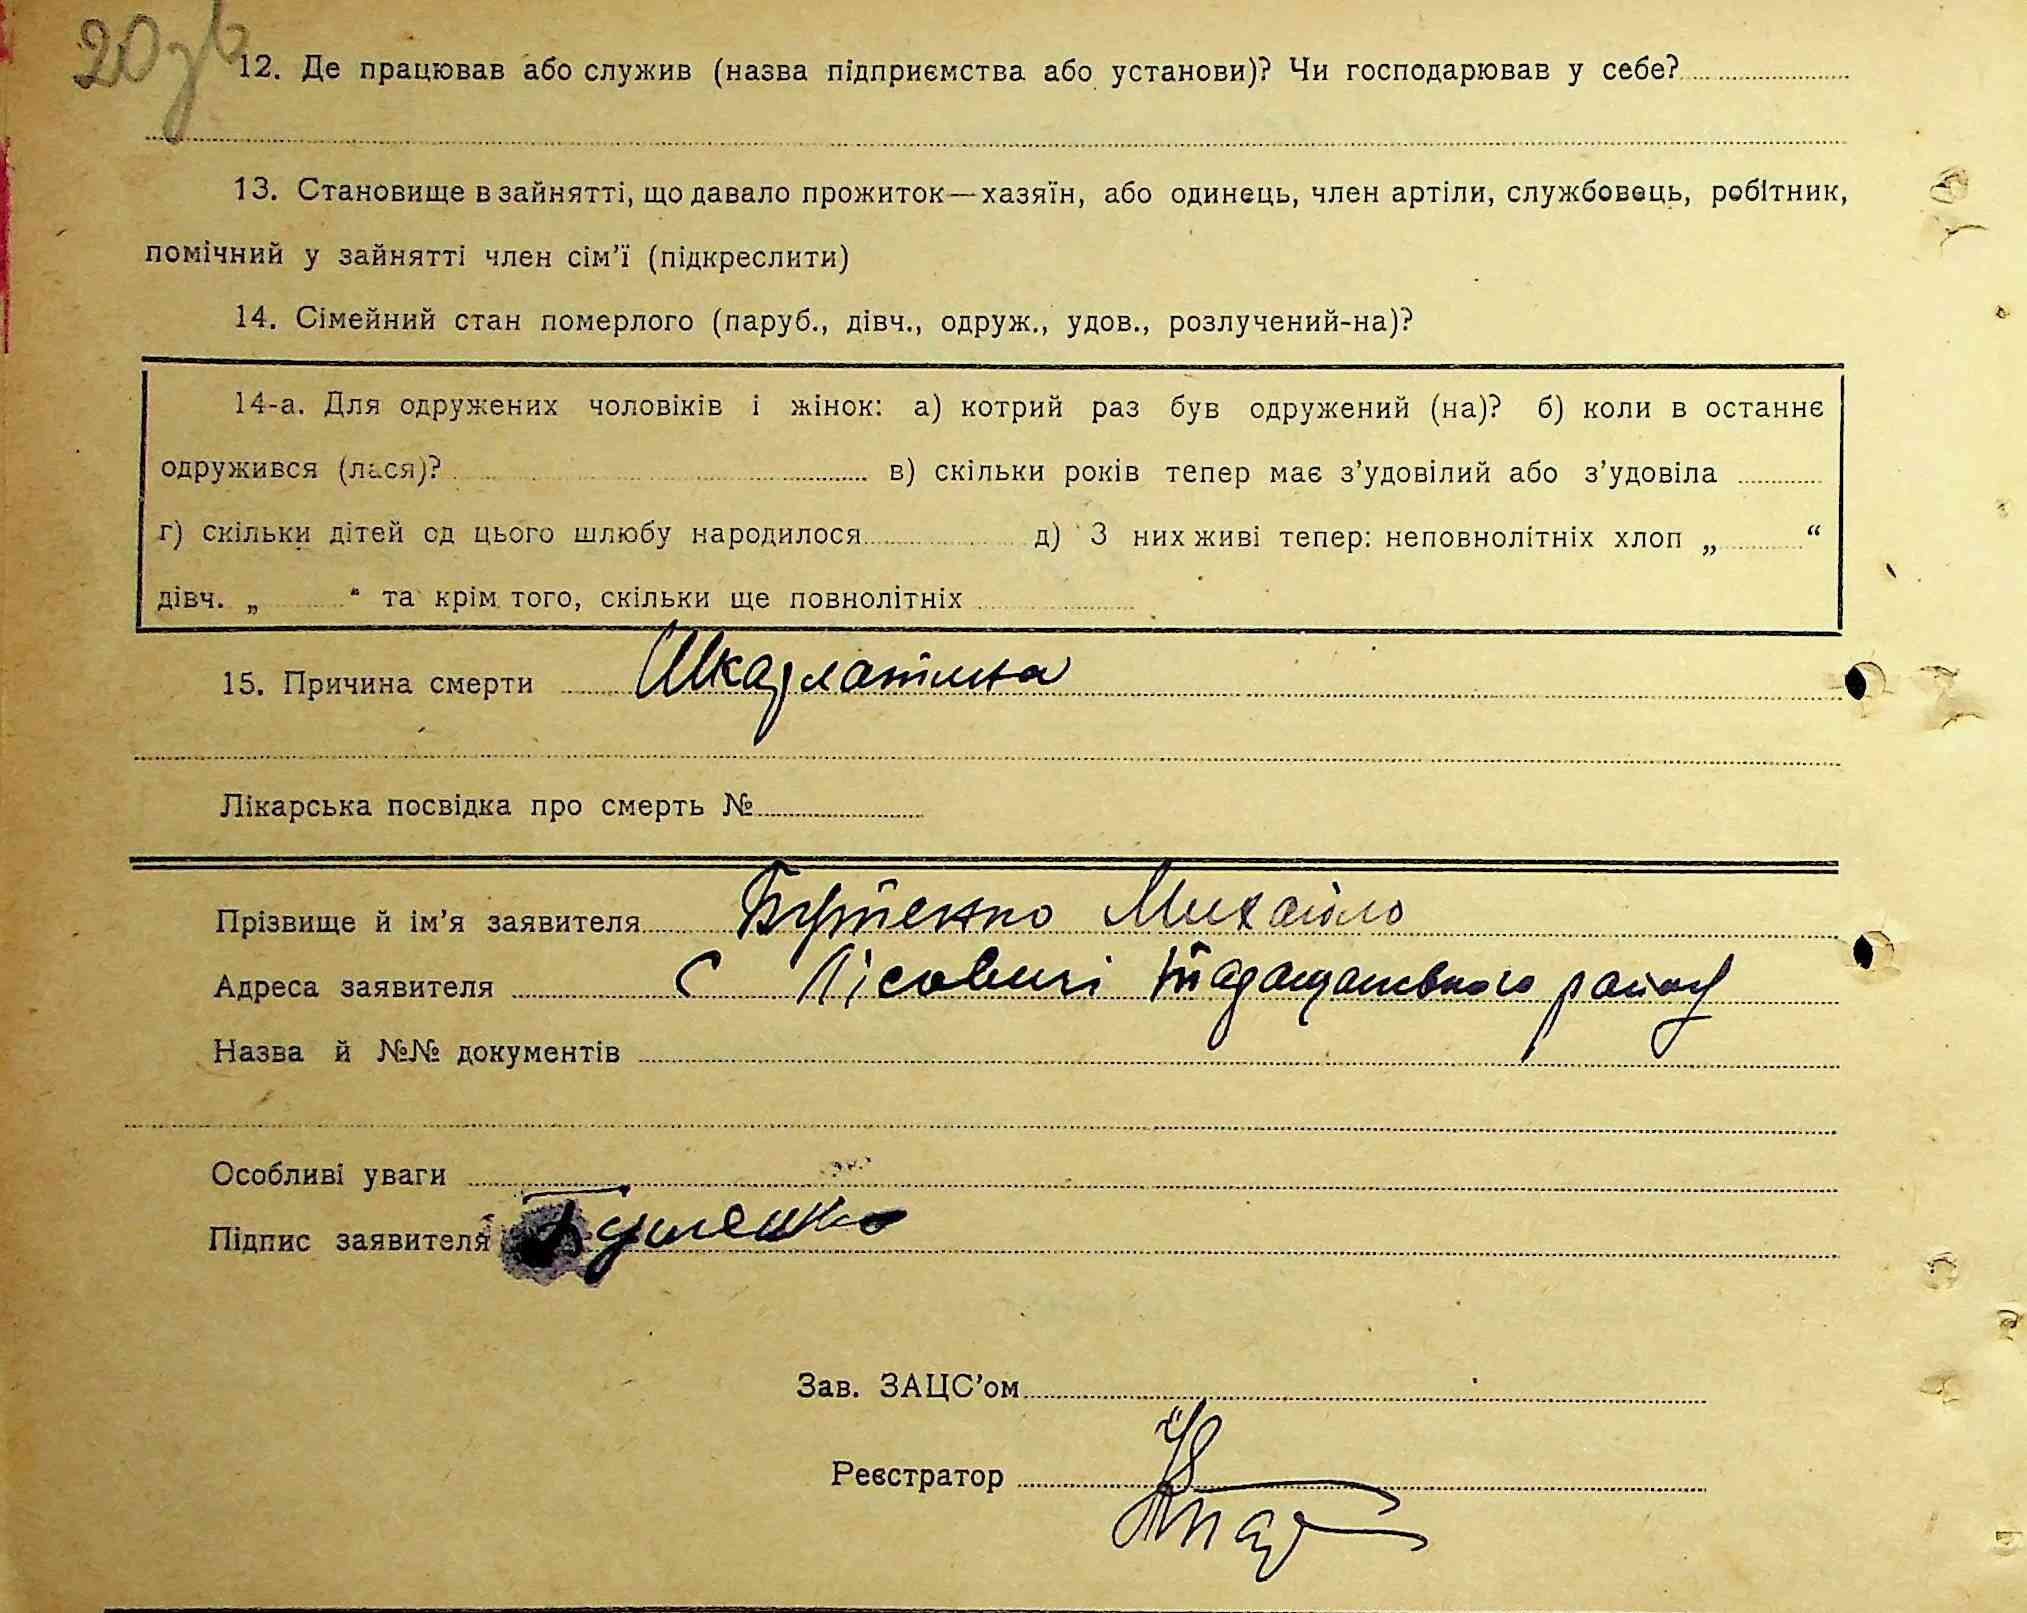 20 зв
12. Де працював або служив (назва підприємства або установи)? Чи господарював у себе?
13. Становище в зайнятті, що давало прожиток—хазяїн, або одинець, член артіли, службовець, робітник,
помічний у зайнятті член сім'ї (підкреслити)
14. Сімейний стан померлого (паруб., дівч., одруж., удов., розлучений-на)?
14-а. Для одружених чоловіків і жінок: а) котрий раз був одружений (на)? б) коли в останнє
одружився (лася)? в) скільки років тепер має з'удовілий або з'удовіла
г) скільки дітей од цього шлюбу народилося д) З них живі тепер: неповнолітніх хлоп „ “
дівч. „ “ та крім того, скільки ще повнолітніх
15. Причина смерти Шкарлатина
Лікарська посвідка про смерть №
Прізвище й ім'я заявителя Бутенко Михайло
Адреса заявителя с Лісовичі Таращанського району
Назва й №№ документів
Особливі уваги
Підпис заявителя Бутенко
Зав. ЗАЦС'ом
Реєстратор